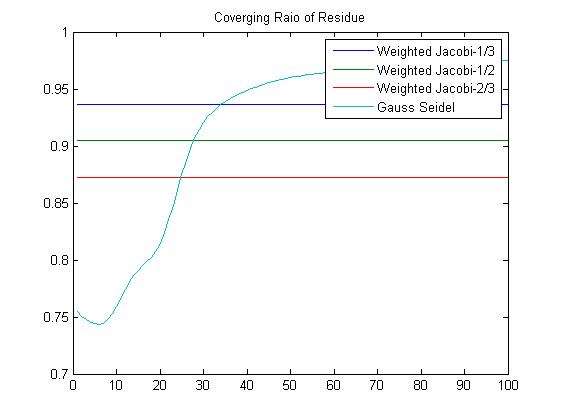 Coverging Raio of Residue
Weighted Jacobi-1/3
Weighted Jacobi-1/2
Weighted Jacobi-2/3
Gauss Seidel
1
0.95
0.9
0.85
0.8
0.75
0.7
0 10 20 30 40 50 60 70 80 90 100